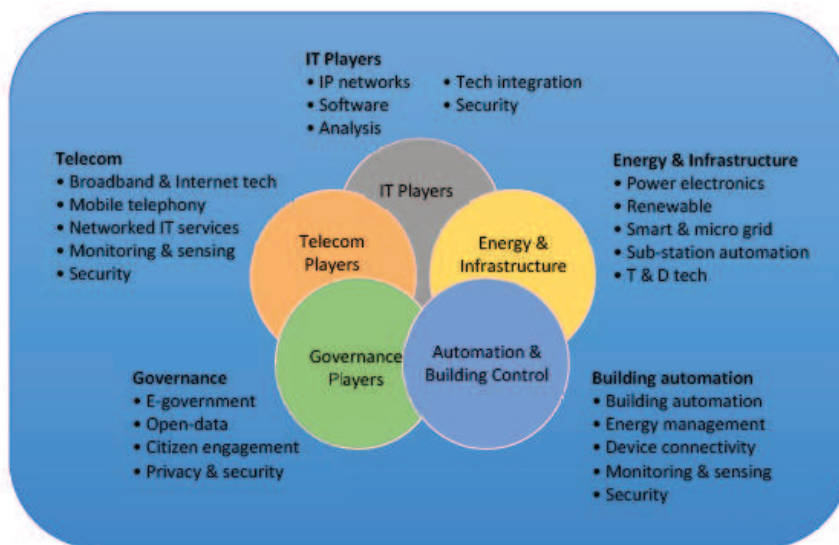 IT Players
• IP networks
• Software
• Analysis
• Tech integration
• Security
Telecom
• Broadband & Internet tech
• Mobile telephony
• Networked IT services
• Monitoring & sensing
• Security
Energy & Infrastructure
• Power electronics
• Renewable
• Smart & micro grid
• Sub-station automation
• T & D tech
IT Players
Telecom
Players
Energy &
Infrastructure
Governance
Players
Automation &
Building Control
Governance
• E-government
• Open-data
• Citizen engagement
• Privacy & security
Building automation
• Building automation
• Energy management
• Device connectivity
• Monitoring & sensing
• Security